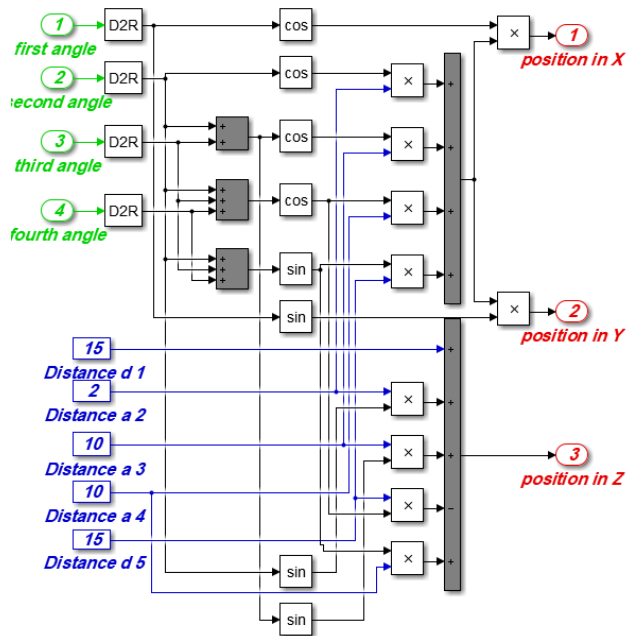 1 D2R cos × 1
first angle position in X
2 D2R cos × +
second angle
3 D2R + + cos × +
third angle
4 D2R + + + cos × +
fourth angle
+ + + sin × +
sin × 2
position in Y
15 +
Distance d 1
2 × +
Distance a 2
10 × + 3
Distance a 3 position in Z
10 × −
Distance a 4
15 × +
Distance d 5
sin
sin